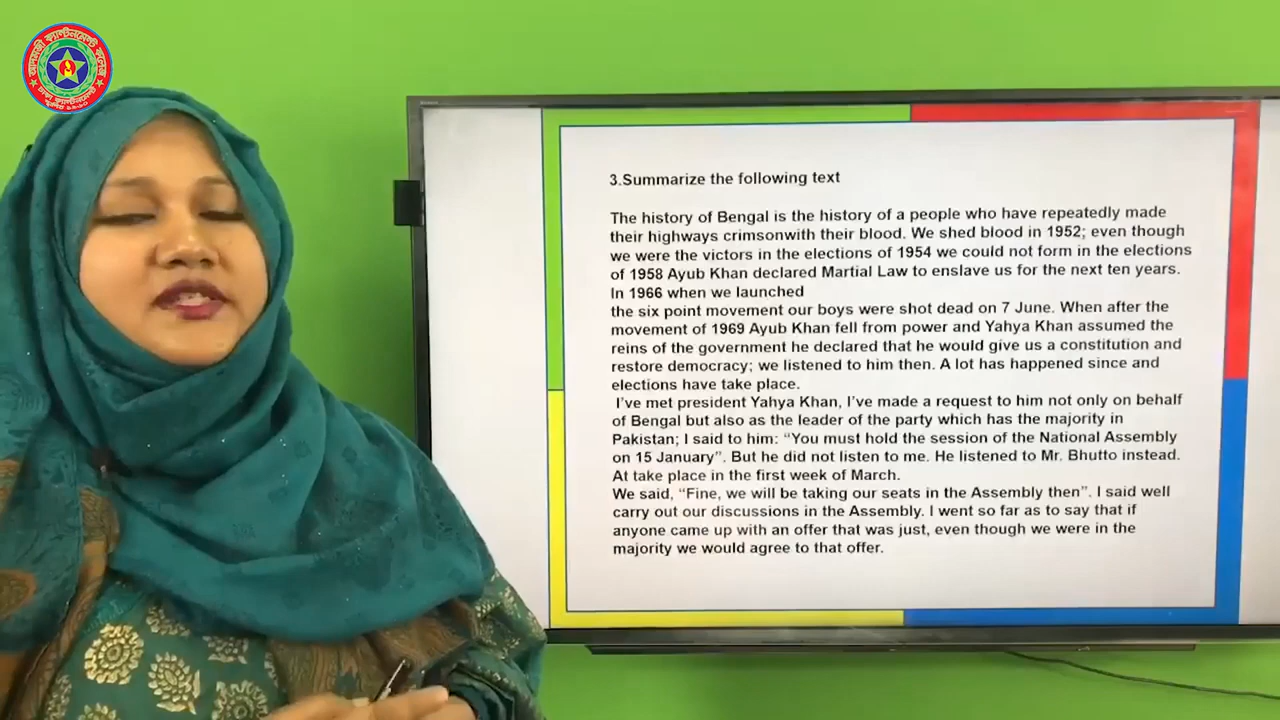 আদমজী ক্যান্টনমেন্ট কলেজ
ঢাকা ক্যান্টনমেন্ট
3.Summarize the following text
The history of Bengal is the history of a people who have repeatedly made
their highways crimsonwith their blood. We shed blood in 1952; even though
we were the victors in the elections of 1954 we could not form in the elections
of 1958 Ayub Khan declared Martial Law to enslave us for the next ten years.
In 1966 when we launched
the six point movement our boys were shot dead on 7 June. When after the
movement of 1969 Ayub Khan fell from power and Yahya Khan assumed the
reins of the government he declared that he would give us a constitution and
restore democracy; we listened to him then. A lot has happened since and
elections have take place.
I’ve met president Yahya Khan, I’ve made a request to him not only on behalf
of Bengal but also as the leader of the party which has the majority in
Pakistan; I said to him: “You must hold the session of the National Assembly
on 15 January”. But he did not listen to me. He listened to Mr. Bhutto instead.
At take place in the first week of March.
We said, “Fine, we will be taking our seats in the Assembly then”. I said well
carry out our discussions in the Assembly. I went so far as to say that if
anyone came up with an offer that was just, even though we were in the
majority we would agree to that offer.